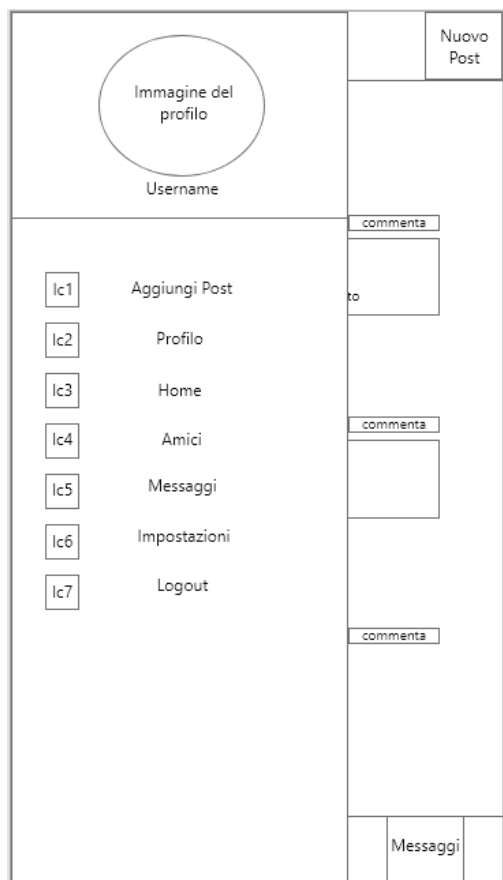 Nuovo
Post
Immagine del
profilo
Username
commenta
Ic1 Aggiungi Post
to
Ic2 Profilo
Ic3 Home
Ic4 Amici
commenta
Ic5 Messaggi
Ic6 Impostazioni
Ic7 Logout
commenta
Messaggi